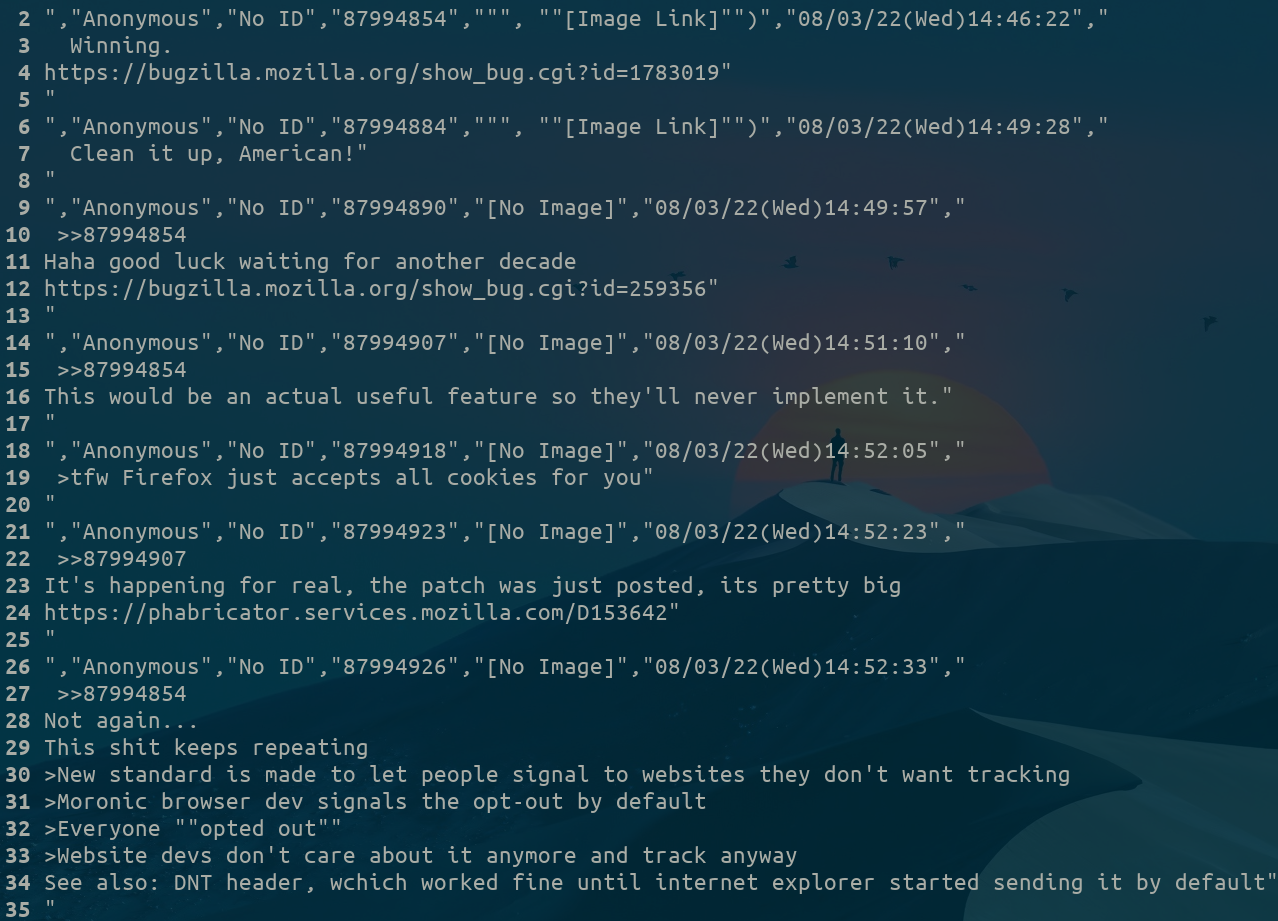 2 ","Anonymous","No ID","87994854",""", ""[Image Link]"")","08/03/22(Wed)14:46:22","
3   Winning.
4 https://bugzilla.mozilla.org/show_bug.cgi?id=1783019"
5 "
6 ","Anonymous","No ID","87994884",""", ""[Image Link]"")","08/03/22(Wed)14:49:28","
7   Clean it up, American!"
8 "
9 ","Anonymous","No ID","87994890","[No Image]","08/03/22(Wed)14:49:57","
10  >>87994854
11 Haha good luck waiting for another decade
12 https://bugzilla.mozilla.org/show_bug.cgi?id=259356"
13 "
14 ","Anonymous","No ID","87994907","[No Image]","08/03/22(Wed)14:51:10","
15  >>87994854
16 This would be an actual useful feature so they'll never implement it."
17 "
18 ","Anonymous","No ID","87994918","[No Image]","08/03/22(Wed)14:52:05","
19  >tfw Firefox just accepts all cookies for you"
20 "
21 ","Anonymous","No ID","87994923","[No Image]","08/03/22(Wed)14:52:23","
22  >>87994907
23 It's happening for real, the patch was just posted, its pretty big
24 https://phabricator.services.mozilla.com/D153642"
25 "
26 ","Anonymous","No ID","87994926","[No Image]","08/03/22(Wed)14:52:33","
27  >>87994854
28 Not again...
29 This shit keeps repeating
30 >New standard is made to let people signal to websites they don't want tracking
31 >Moronic browser dev signals the opt-out by default
32 >Everyone ""opted out""
33 >Website devs don't care about it anymore and track anyway
34 See also: DNT header, wchich worked fine until internet explorer started sending it by default"
35 "